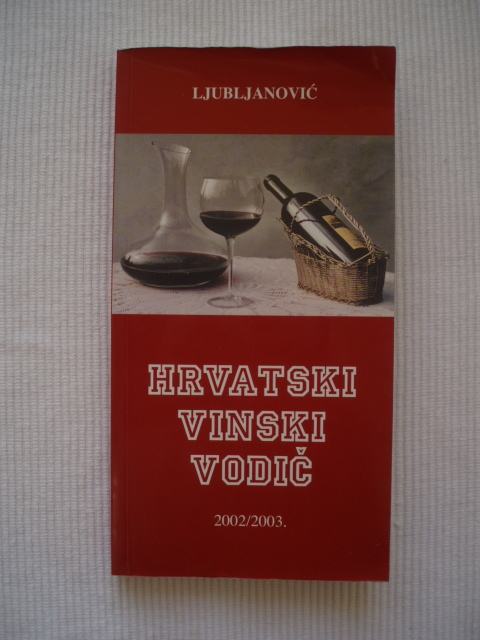 LJUBLJANOVIĆ
HRVATSKI
VINSKI
VODIČ
2002/2003.